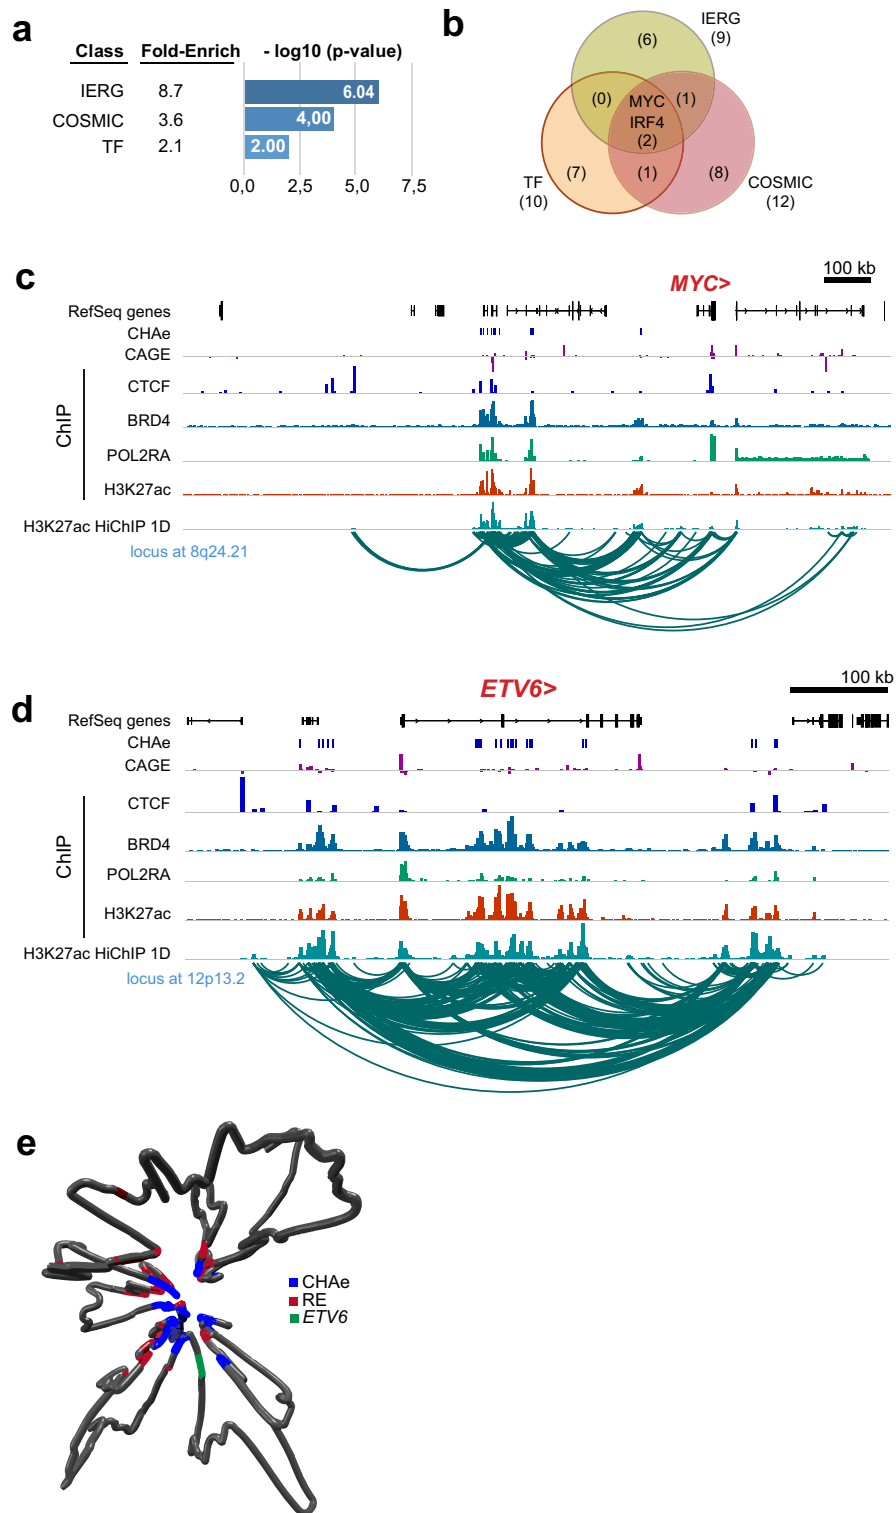 a
Class Fold-Enrich - log10 (p-value)
IERG 8.7 6.04
COSMIC 3.6 4,00
TF 2.1 2.00
0,0 2,5 5,0 7,5
b
IERG
(9)
(6)
(0) MYC (1)
IRF4
(2)
(7) (1) (8)
TF
(10)
COSMIC
(12)
c
100 kb
MYC>
RefSeq genes
CHAe
CAGE
ChIP
CTCF
BRD4
POL2RA
H3K27ac
H3K27ac HiChIP 1D
locus at 8q24.21
d
100 kb
ETV6>
RefSeq genes
CHAe
CAGE
ChIP
CTCF
BRD4
POL2RA
H3K27ac
H3K27ac HiChIP 1D
locus at 12p13.2
e
CHAe
RE
ETV6